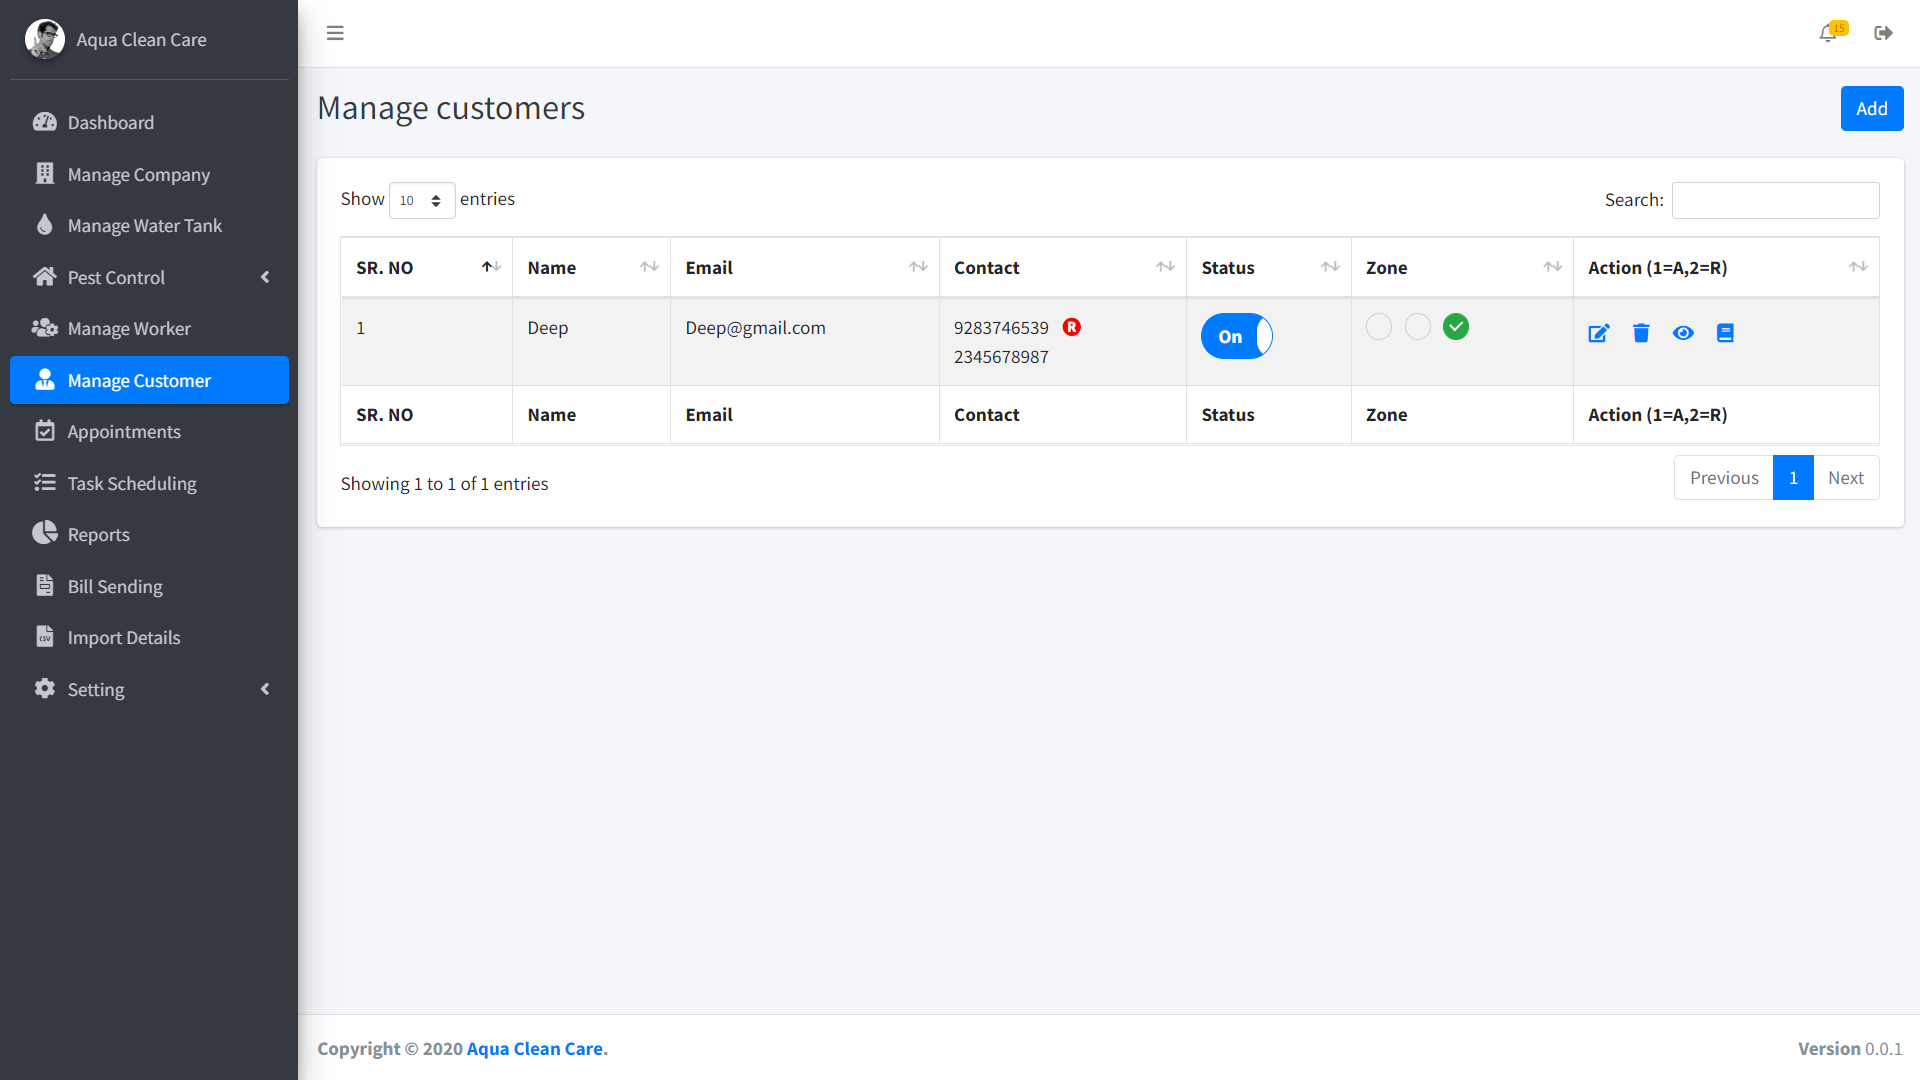 Aqua Clean Care
15
Dashboard
Manage Company
Manage Water Tank
Pest Control
Manage Worker
Manage Customer
Appointments
Task Scheduling
Reports
Bill Sending
CSV
Import Details
Setting
Manage customers
Add
Show 10 entries
Search:
SR. NO Name Email Contact Status Zone Action (1=A,2=R)
1 Deep Deep@gmail.com 9283746539 R On
2345678987
SR. NO Name Email Contact Status Zone Action (1=A,2=R)
Showing 1 to 1 of 1 entries
Previous 1 Next
Copyright © 2020 Aqua Clean Care.
Version 0.0.1